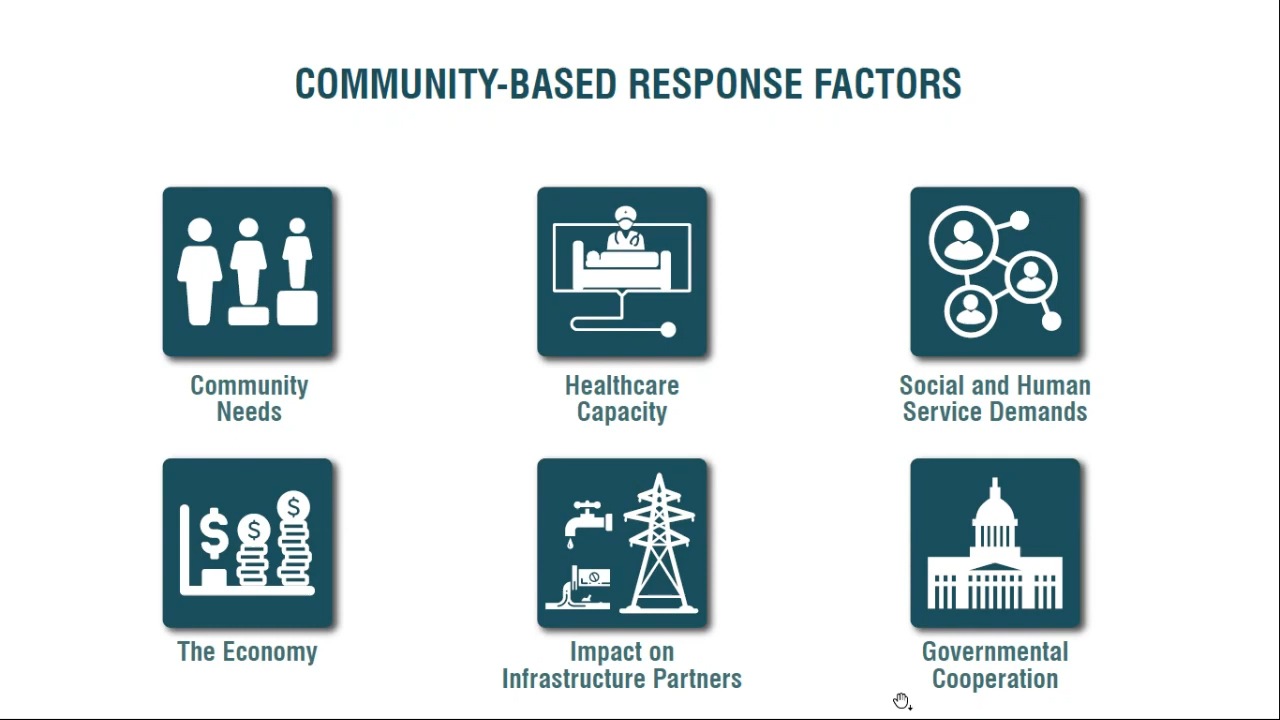 COMMUNITY-BASED RESPONSE FACTORS
Community
Needs
Healthcare
Capacity
Social and Human
Service Demands
$ $ $
The Economy
Impact on
Infrastructure Partners
Governmental
Cooperation